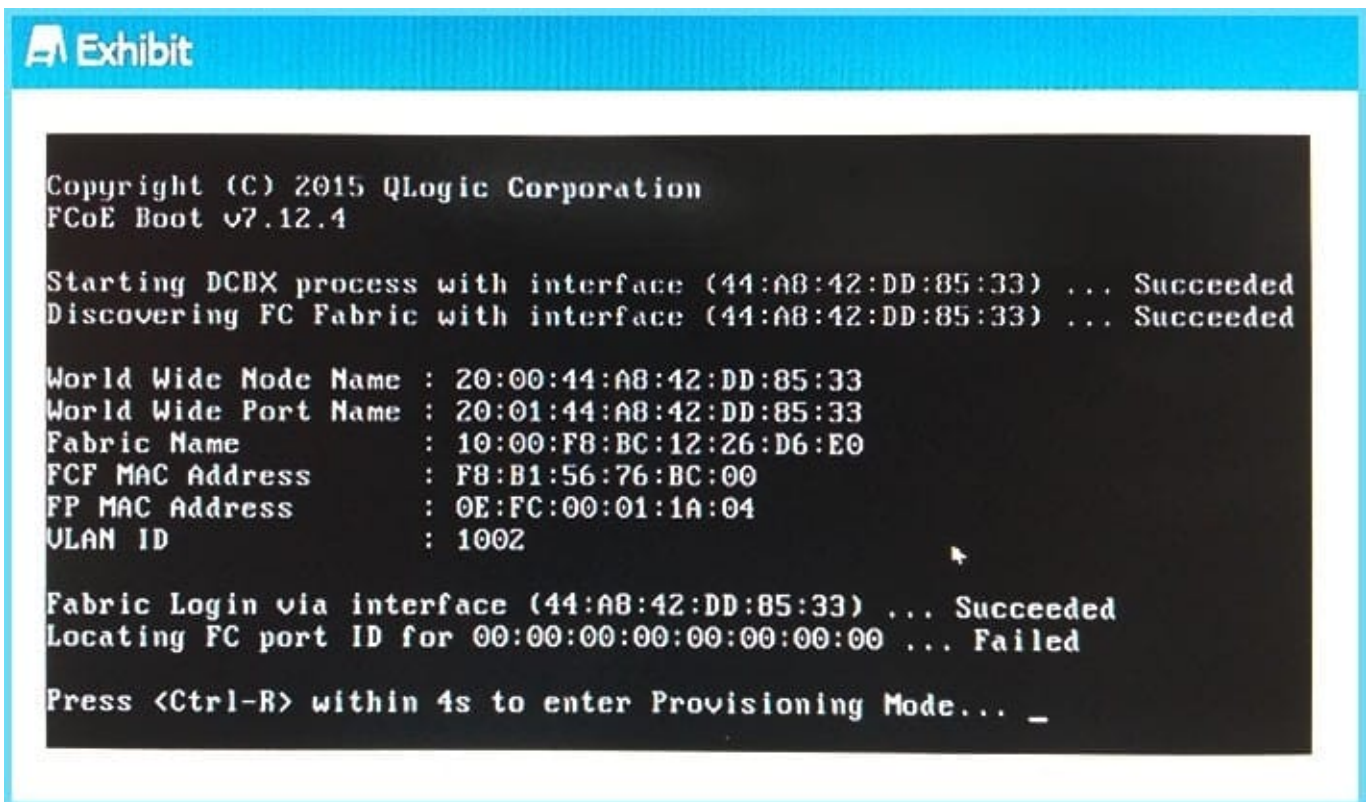 Exhibit
Copyright (C) 2015 QLogic Corporation
FCoE Boot v7.12.4
Starting DCBX process with interface (44:A8:42:DD:85:33) ... Succeeded
Discovering FC Fabric with interface (44:A8:42:DD:85:33) ... Succeeded
World Wide Node Name : 20:00:44:A8:42:DD:85:33
World Wide Port Name : 20:01:44:A8:42:DD:85:33
Fabric Name : 10:00:F8:BC:12:26:D6:E0
FCF MAC Address : F8:B1:56:76:BC:00
FP MAC Address : 0E:FC:00:01:1A:04
VLAN ID : 1002
Fabric Login via interface (44:A8:42:DD:85:33) ... Succeeded
Locating FC port ID for 00:00:00:00:00:00:00:00 ... Failed
Press <Ctrl-R> within 4s to enter Provisioning Mode... _